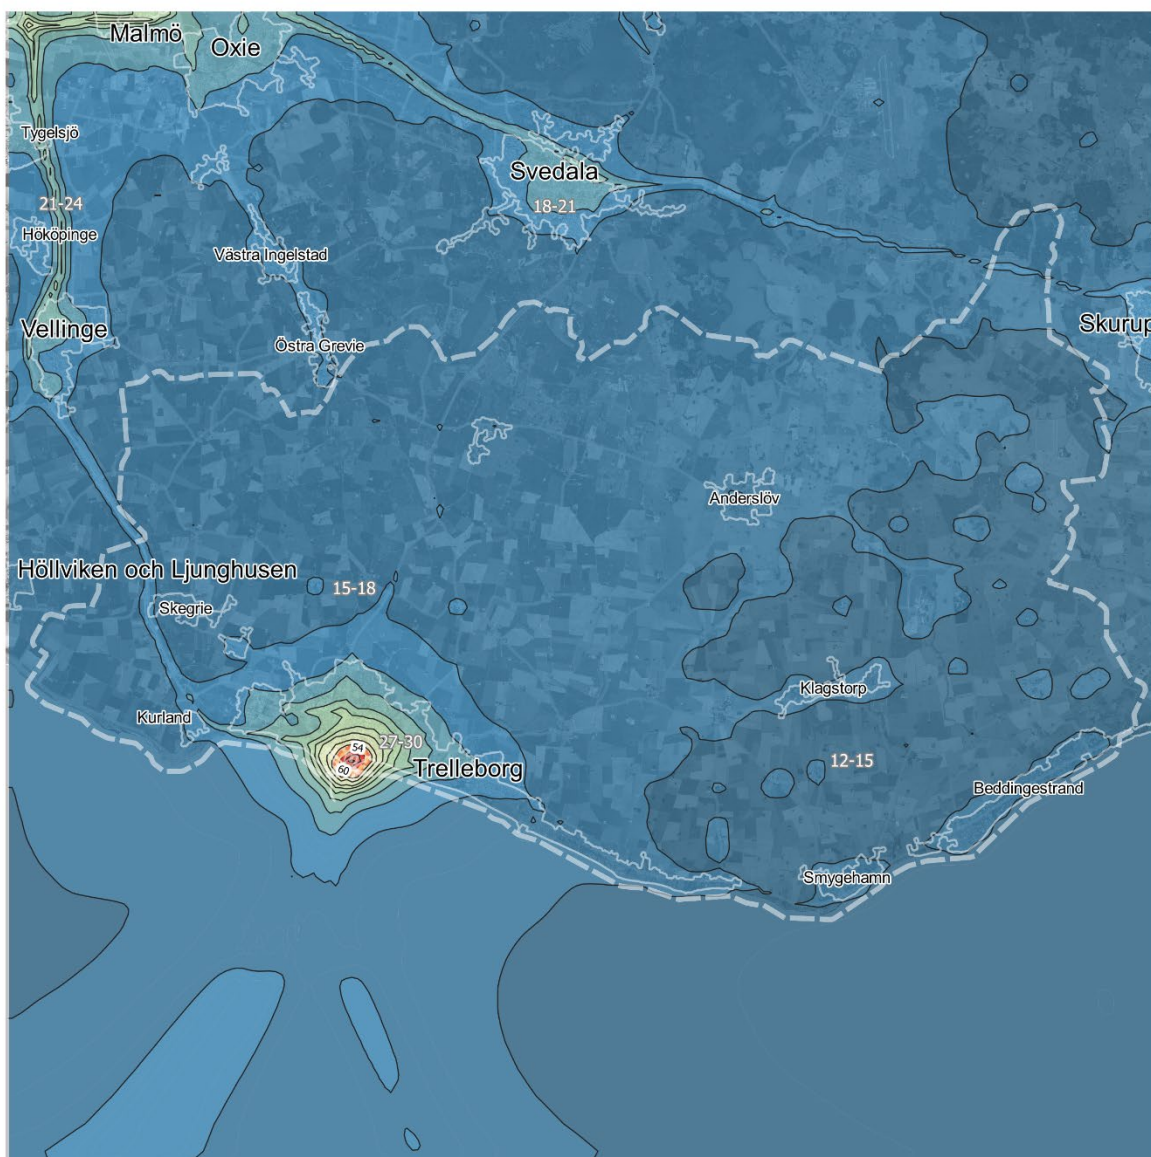 Malmö
Oxie
Tygelsjö
Svedala
21-24
18-21
Hököpinge
Västra Ingelstad
Vellinge
Skurup
Östra Grevie
Anderslöv
Höllviken och Ljunghusen
15-18
Skegrie
Klagstorp
Kurland
54
27-30
60
Trelleborg
12-15
Beddingestrand
Smygehamn